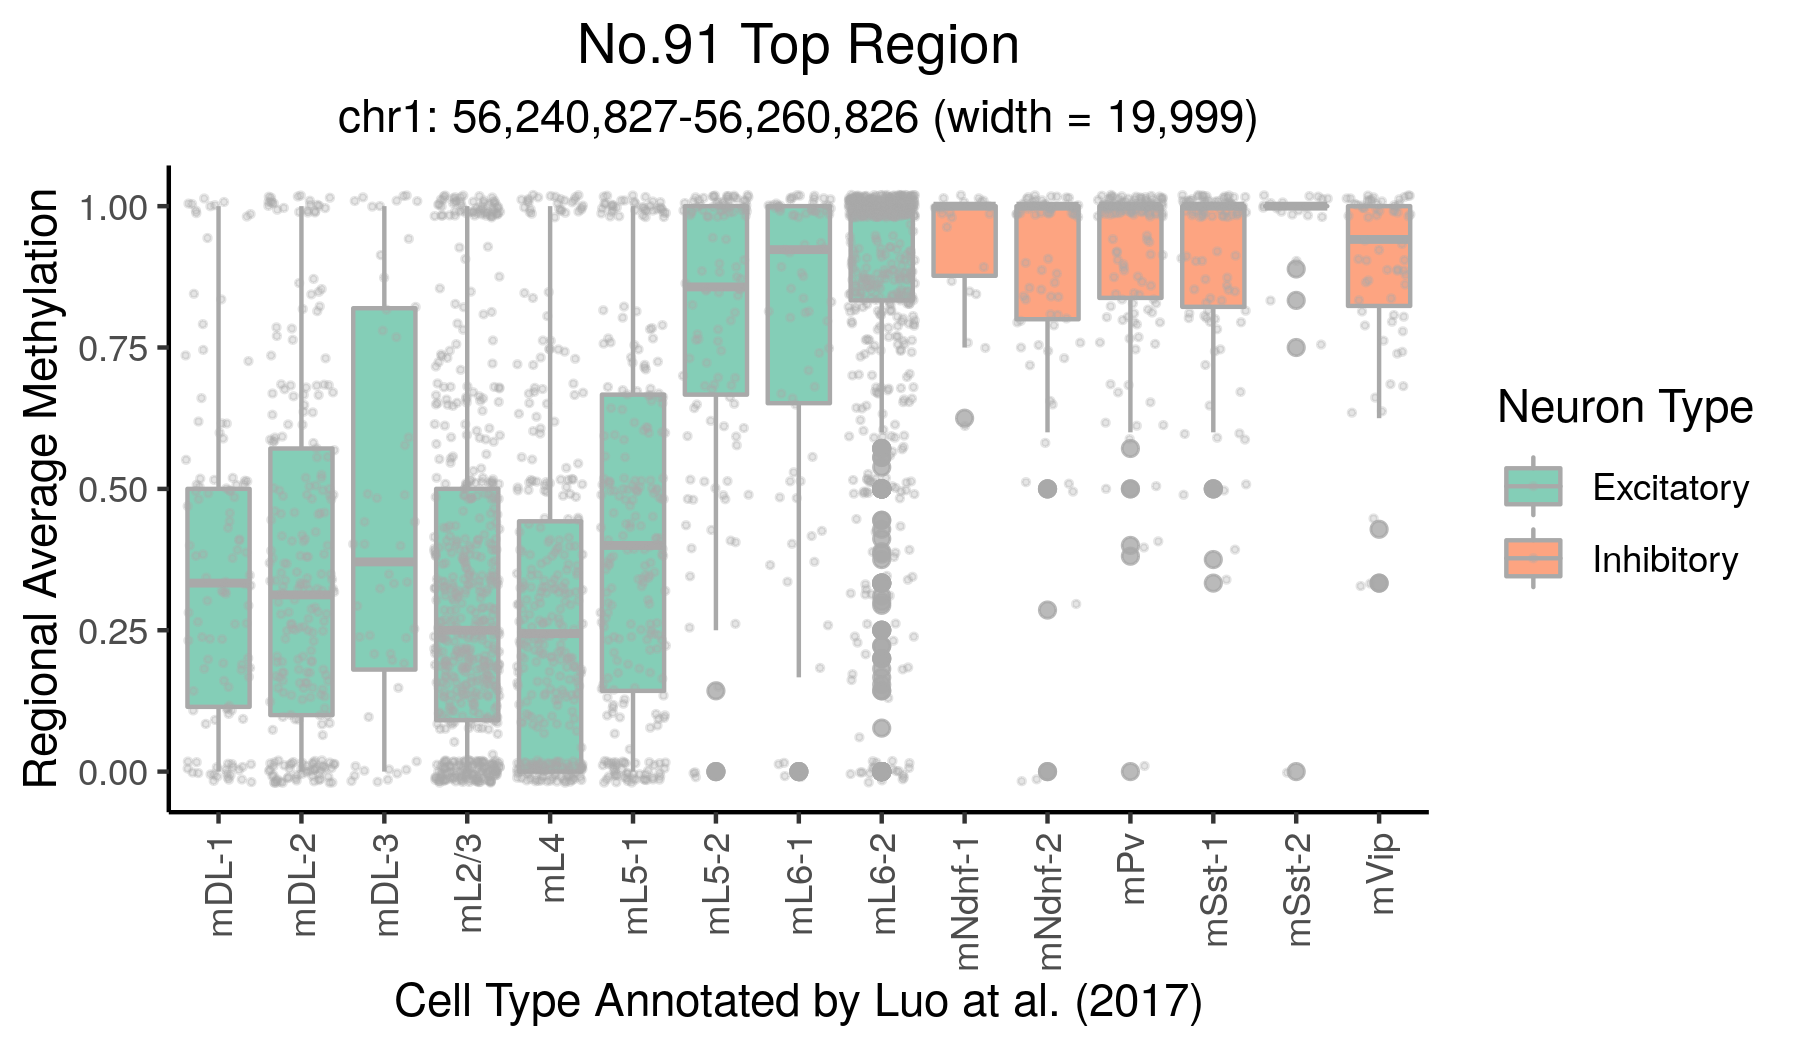 No.91 Top Region
chr1: 56,240,827-56,260,826 (width = 19,999)
Regional Average Methylation
1.00
0.75
0.50
0.25
0.00
mDL-1
mDL-2
mDL-3
mL2/3
mL4
mL5-1
mL5-2
mL6-1
mL6-2
mNdnf-1
mNdnf-2
mPv
mSst-1
mSst-2
mVip
Cell Type Annotated by Luo at al. (2017)
Neuron Type
Excitatory
Inhibitory